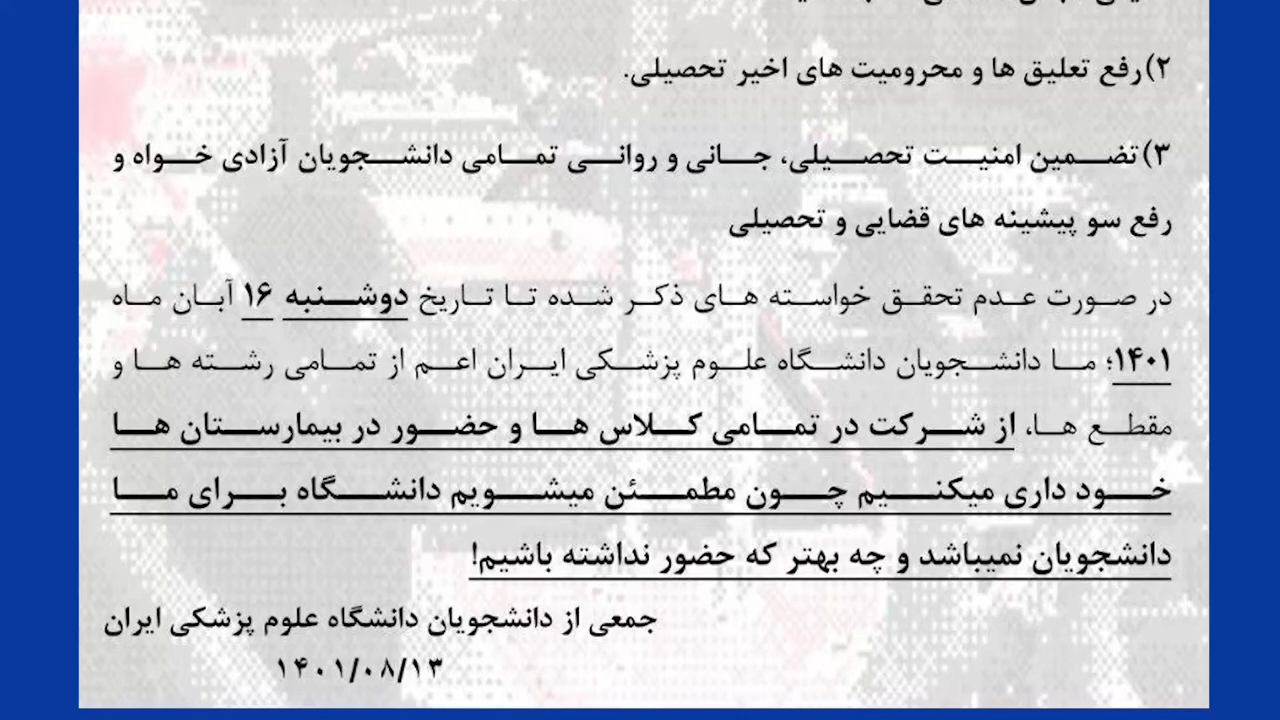 ۲) رفع تعلیق ها و محرومیت های اخیر تحصیلی.
۳) تضمین امنیت تحصیلی، جانی و روانی تمامی دانشجویان آزادی خواه و
رفع سو پیشینه های قضایی و تحصیلی
در صورت عدم تحقق خواسته های ذکر شده تا تاریخ دوشنبه ۱۶ آبان ماه
۱۴۰۱؛ ما دانشجویان دانشگاه علوم پزشکی ایران اعم از تمامی رشته ها و
مقطع ها، از شرکت در تمامی کلاس ها و حضور در بیمارستان ها
خود داری میکنیم چون مطمئن میشویم دانشگاه برای ما
دانشجویان نمیباشد و چه بهتر که حضور نداشته باشیم!
جمعی از دانشجویان دانشگاه علوم پزشکی ایران
۱۴۰۱/۰۸/۱۳